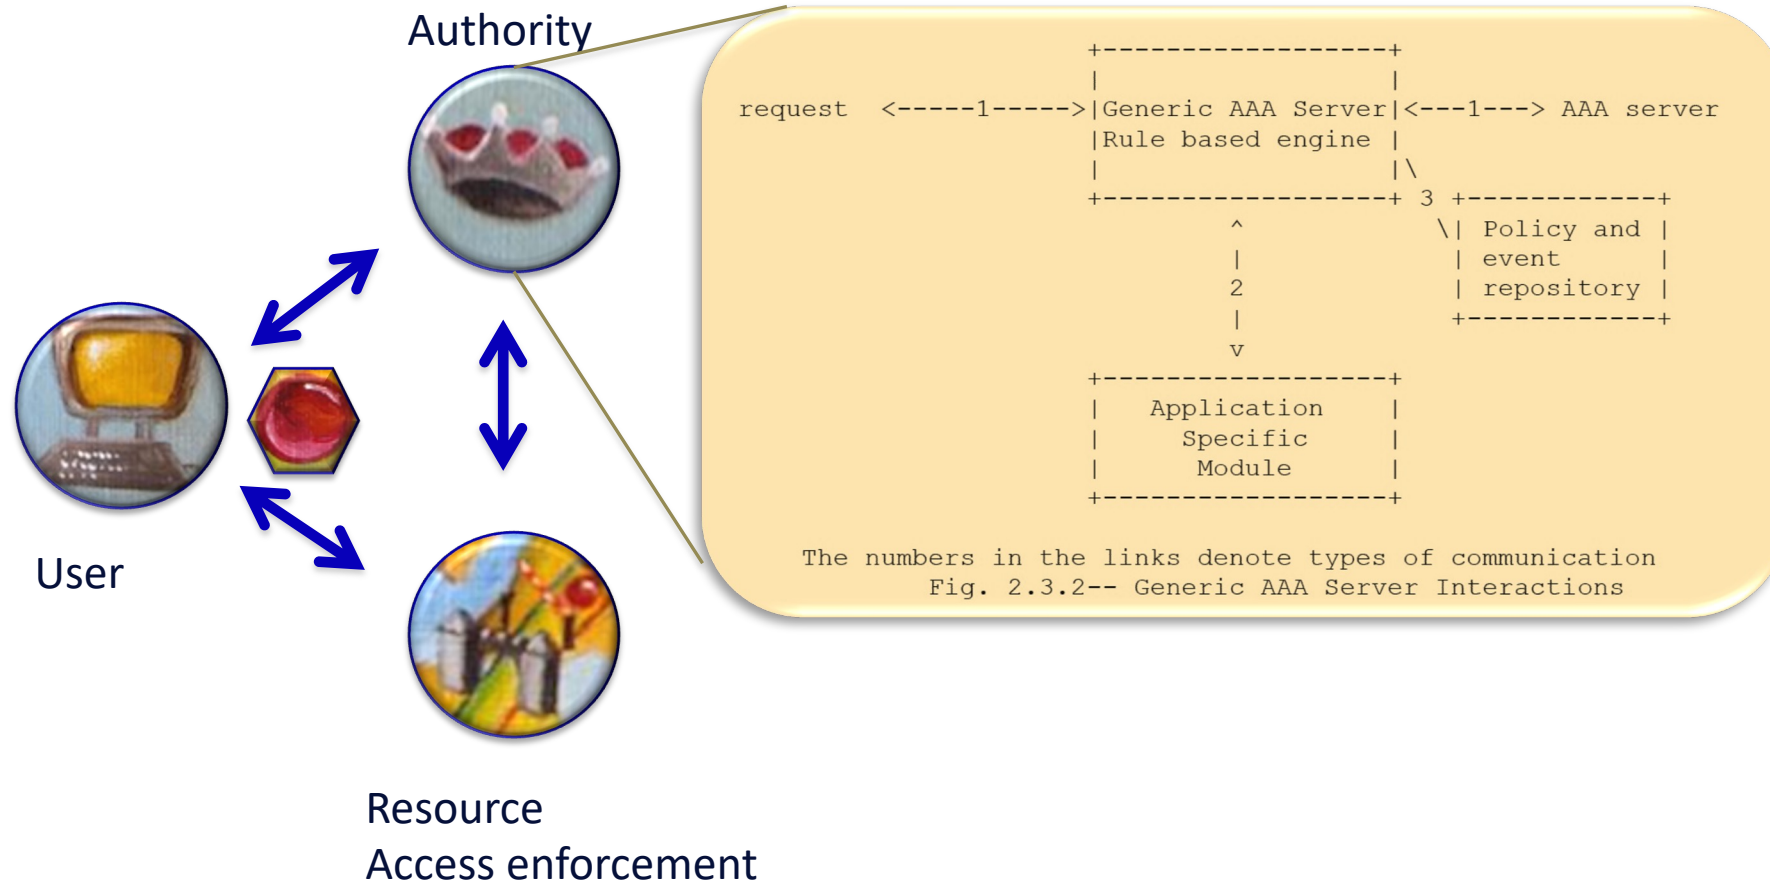 Authority
User
Resource
Access enforcement
+------------------+
|                  |
request  <-----1----->|Generic AAA Server|<---1---> AAA server
|Rule based engine |
|                  |\
+------------------+ 3 +------------+
^            \| Policy and |
|             | event      |
2             | repository |
|             +------------+
v
+------------------+
|   Application    |
|     Specific     |
|      Module      |
+------------------+
The numbers in the links denote types of communication
Fig. 2.3.2-- Generic AAA Server Interactions